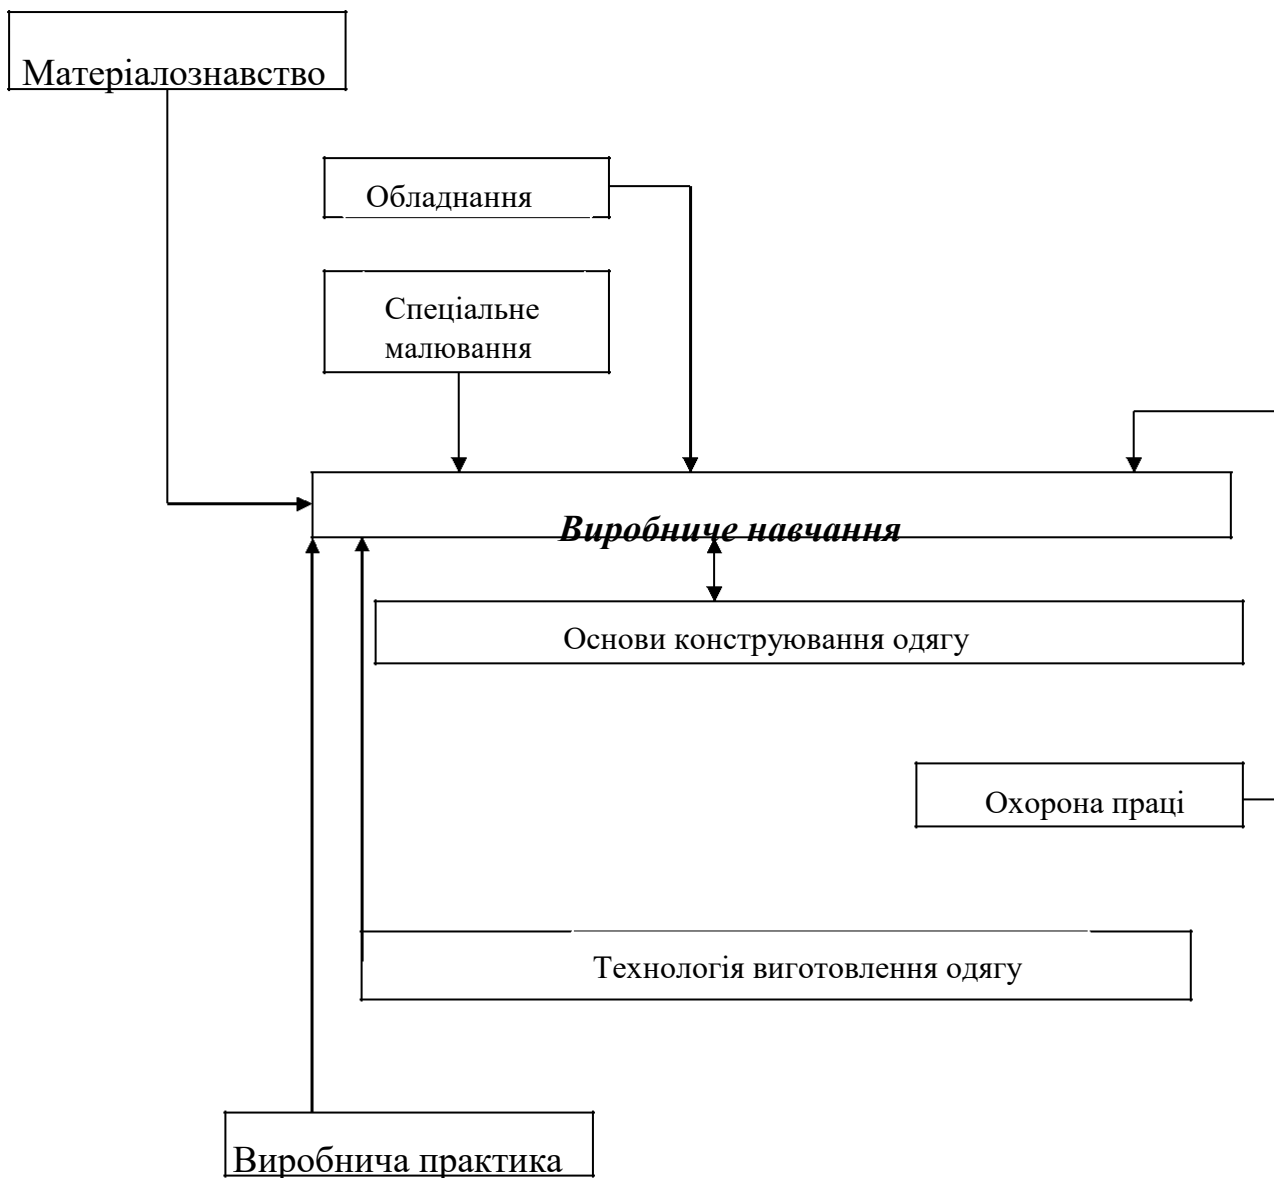 Матеріалознавство
Обладнання
Спеціальне
малювання
Виробниче навчання
Основи конструювання одягу
Охорона праці
Технологія виготовлення одягу
Виробнича практика